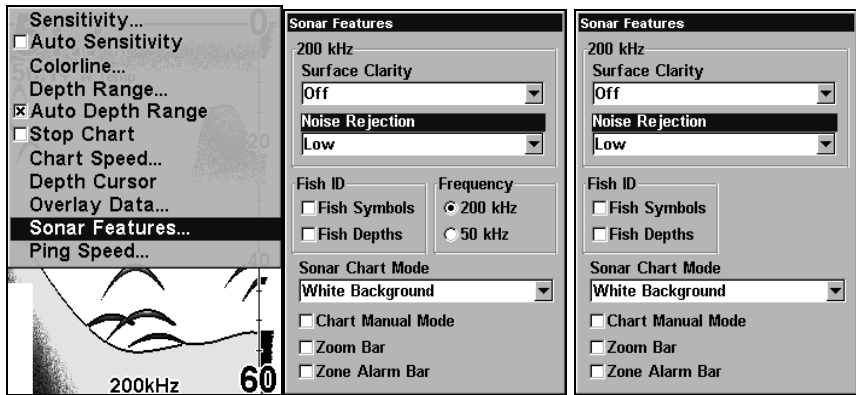 Sensitivity...
Auto Sensitivity
Colorline...
Depth Range...
Auto Depth Range
Stop Chart
Chart Speed...
Depth Cursor
Overlay Data...
Sonar Features...
Ping Speed...
0
20
40
200kHz
60
Sonar Features
200 kHz
Surface Clarity
Off
Noise Rejection
Low
Fish ID
Fish Symbols
Fish Depths
Frequency
200 kHz
50 kHz
Sonar Chart Mode
White Background
Chart Manual Mode
Zoom Bar
Zone Alarm Bar
Sonar Features
200 kHz
Surface Clarity
Off
Noise Rejection
Low
Fish ID
Fish Symbols
Fish Depths
Sonar Chart Mode
White Background
Chart Manual Mode
Zoom Bar
Zone Alarm Bar